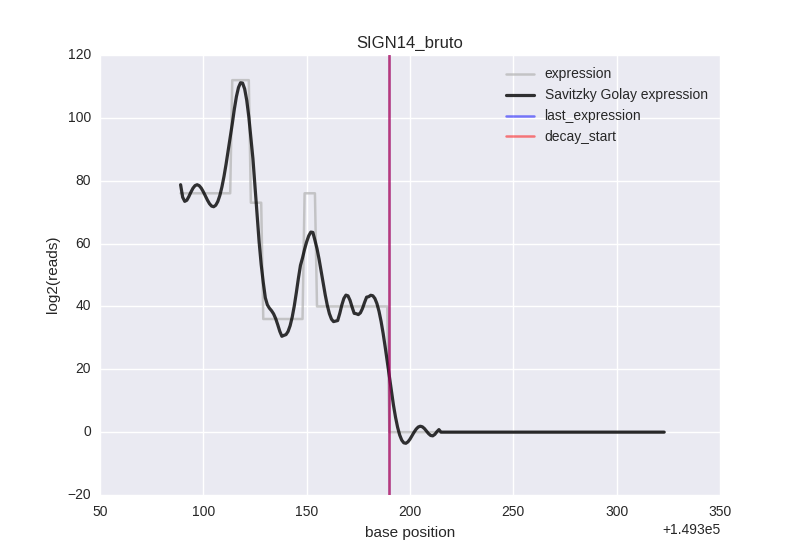 SIGN14_bruto
expression
Savitzky Golay expression
last_expression
decay_start
log2(reads)
120
100
80
60
40
20
0
−20
50 100 150 200 250 300 350
base position
+1.493e5